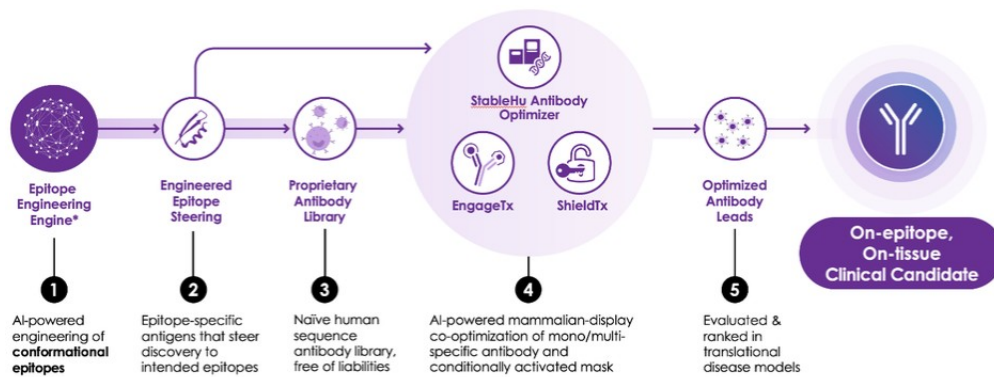 StableHu Antibody
Optimizer
EngageTx
ShieldTx
Epitope
Engineering
Engine*
Engineered
Epitope
Steering
Proprietary
Antibody
Library
Optimized
Antibody
Leads
On-epitope,
On-tissue
Clinical Candidate
1
AI-powered
engineering of
conformational
epitopes
2
Epitope-specific
antigens that steer
discovery to
intended epitopes
3
Naïve human
sequence
antibody library,
free of liabilities
4
AI-powered mammalian-display
co-optimization of mono/multi-
specific antibody and
conditionally activated mask
5
Evaluated &
ranked in
translational
disease models